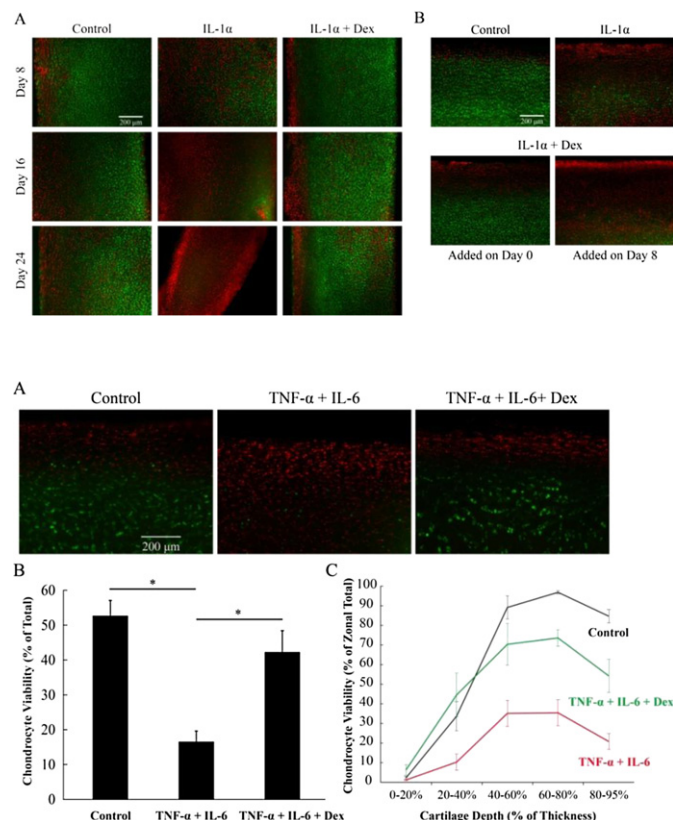 A
Control
IL-1α
IL-1α + Dex
Day 8
200 μm
Day 16
Day 24
B
Control
IL-1α
200 μm
IL-1α + Dex
Added on Day 0
Added on Day 8
A
Control
TNF-α + IL-6
TNF-α + IL-6+ Dex
200 μm
B
Chondrocyte Viability (% of Total)
60
50
40
30
20
10
0
*
*
Control
TNF-α + IL-6
TNF-α + IL-6 + Dex
C
Chondrocyte Viability (% of Zonal Total)
100
90
80
70
60
50
40
30
20
10
0
Control
TNF-α + IL-6 + Dex
TNF-α + IL-6
0-20%
20-40%
40-60%
60-80%
80-95%
Cartilage Depth (% of Thickness)